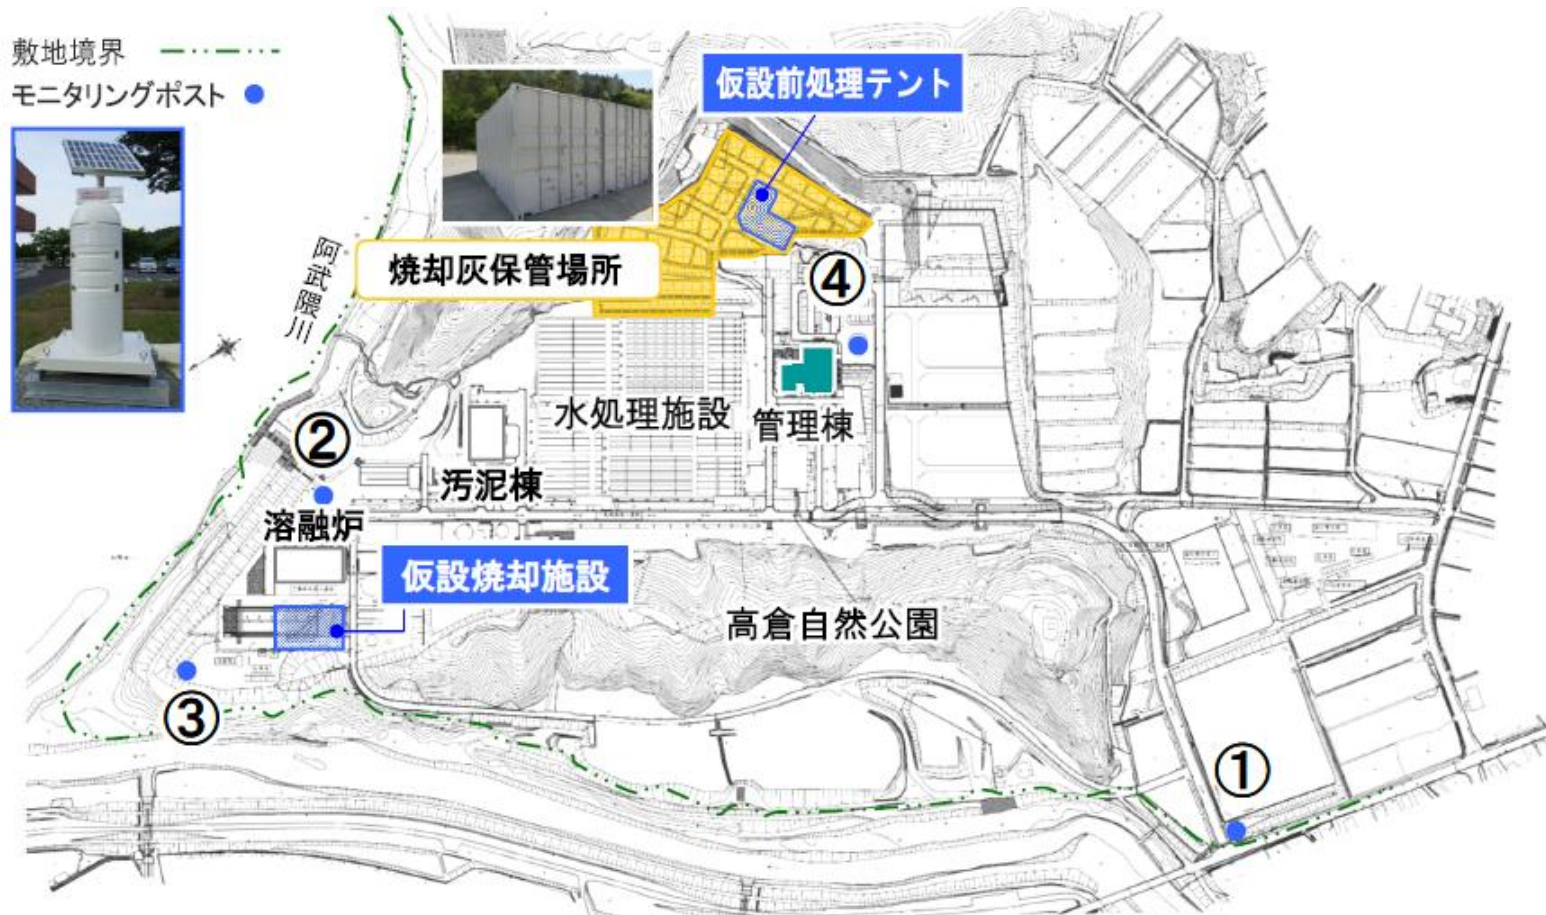 敷地境界
モニタリングポスト
仮設前処理テント
阿武隈川
焼却灰保管場所
④
水処理施設
管理棟
②
汚泥棟
溶融炉
仮設焼却施設
高倉自然公園
③
①